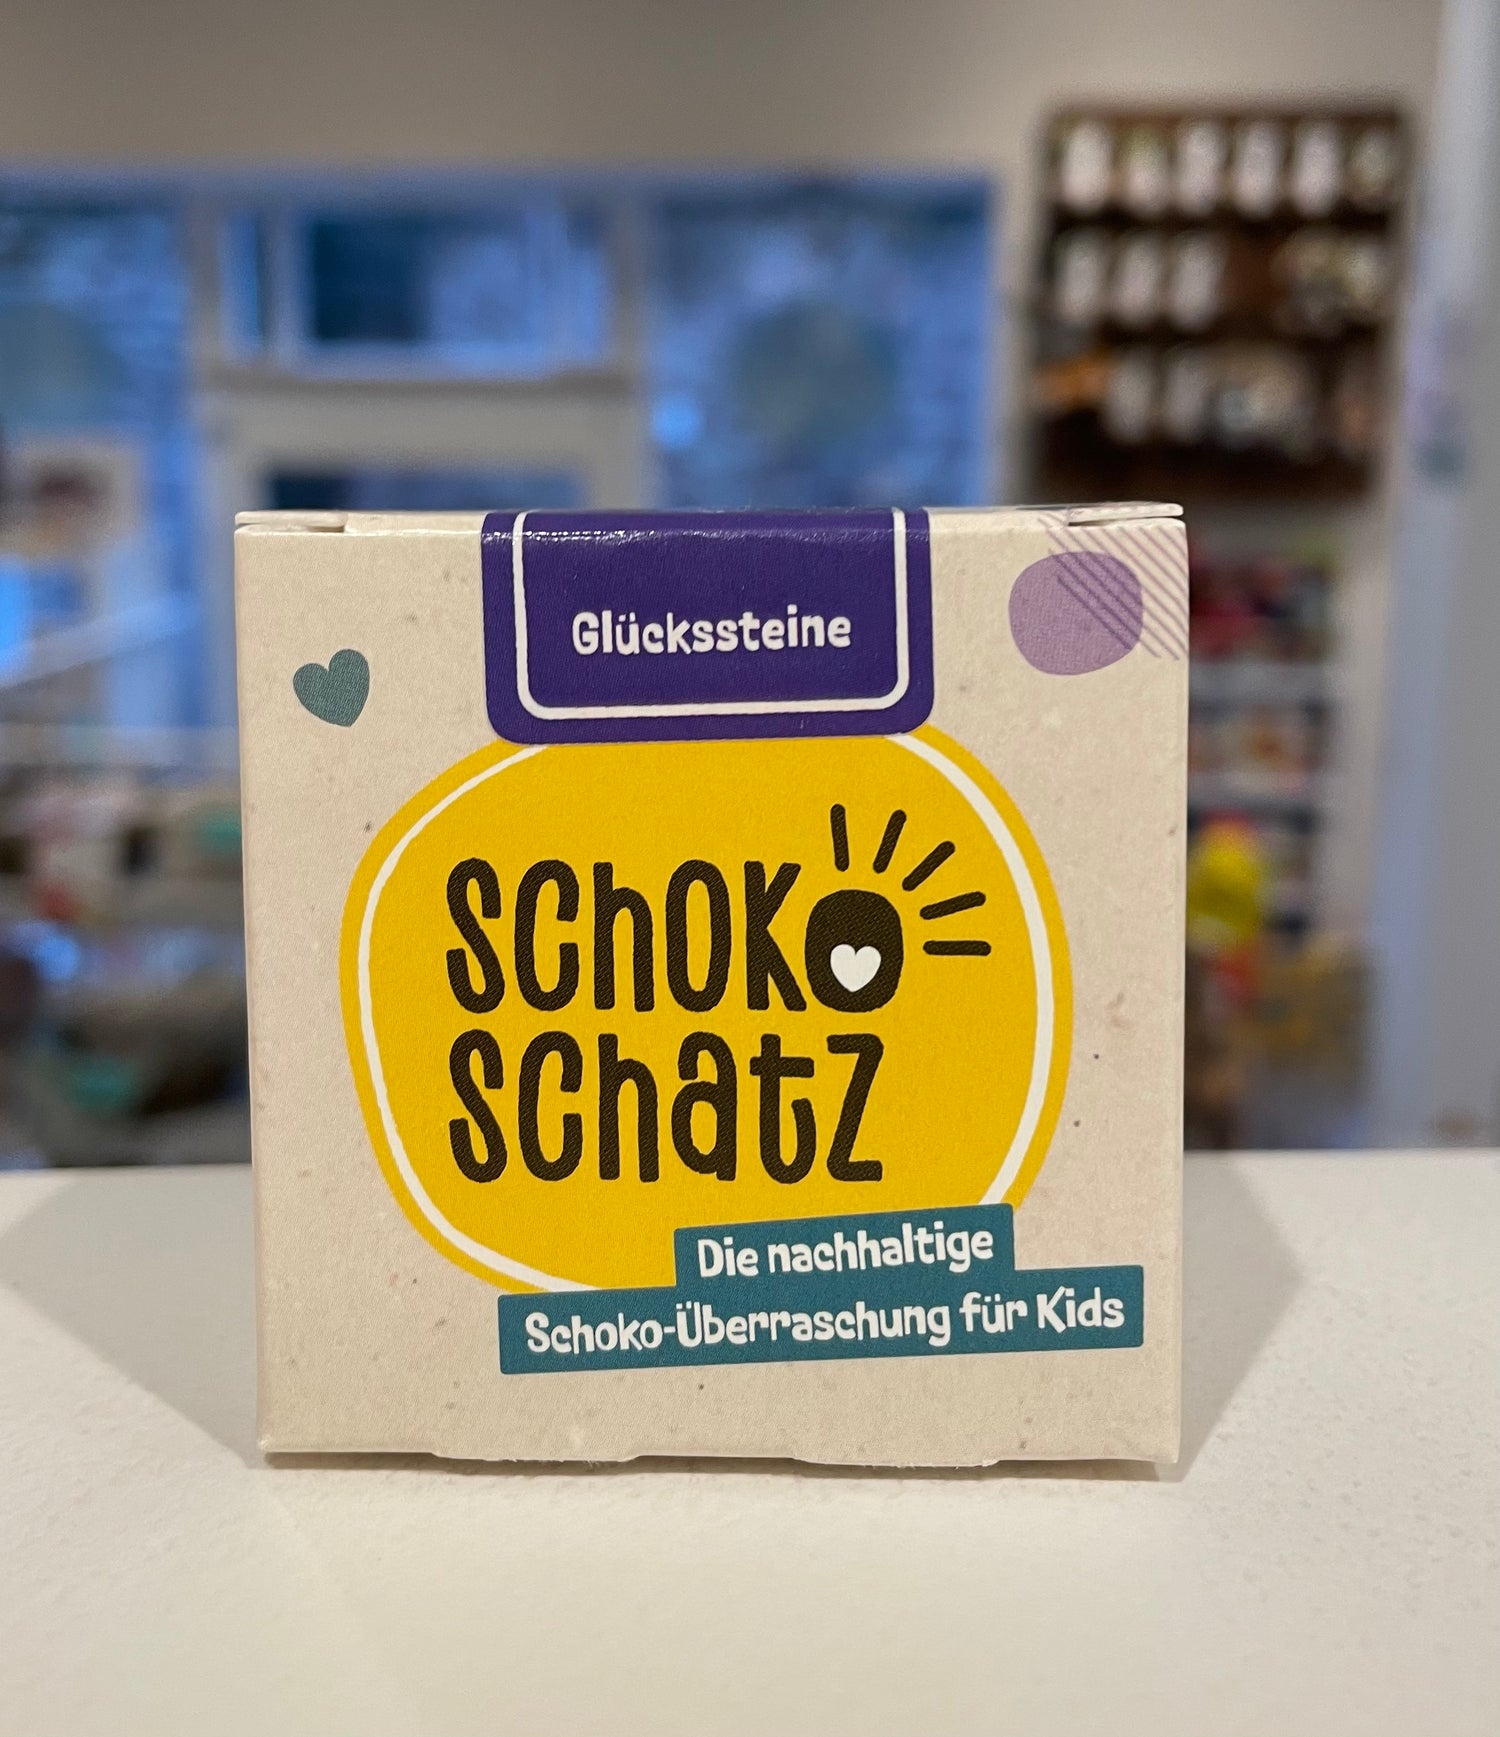 Glückssteine
SCHOKO
SCHATZ
Die nachhaltige
Schoko-Überraschung für Kids